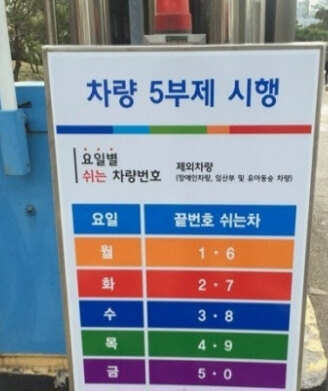 차량 5부제 시행
요일별
쉬는 차량번호
제외차량
(장애인차량, 임산부 및 유아동승 차량)
요일 끝번호 쉬는차
월 1 · 6
화 2 · 7
수 3 · 8
목 4 · 9
금 5 · 0